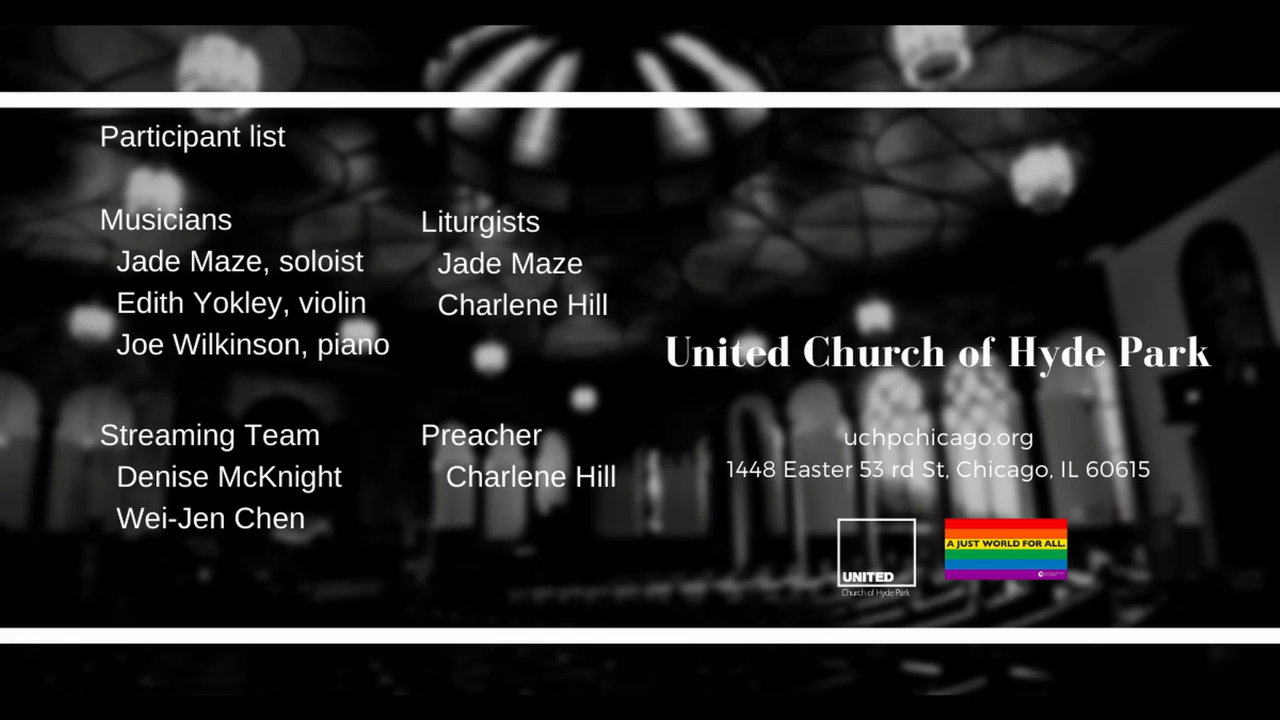 Participant list
Musicians
Jade Maze, soloist
Edith Yokley, violin
Joe Wilkinson, piano
Liturgists
Jade Maze
Charlene Hill
Streaming Team
Denise McKnight
Wei-Jen Chen
Preacher
Charlene Hill
United Church of Hyde Park
uchpchicago.org
1448 Easter 53 rd St, Chicago, IL 60615
UNITED
Church of Hyde Park
A JUST WORLD FOR ALL.